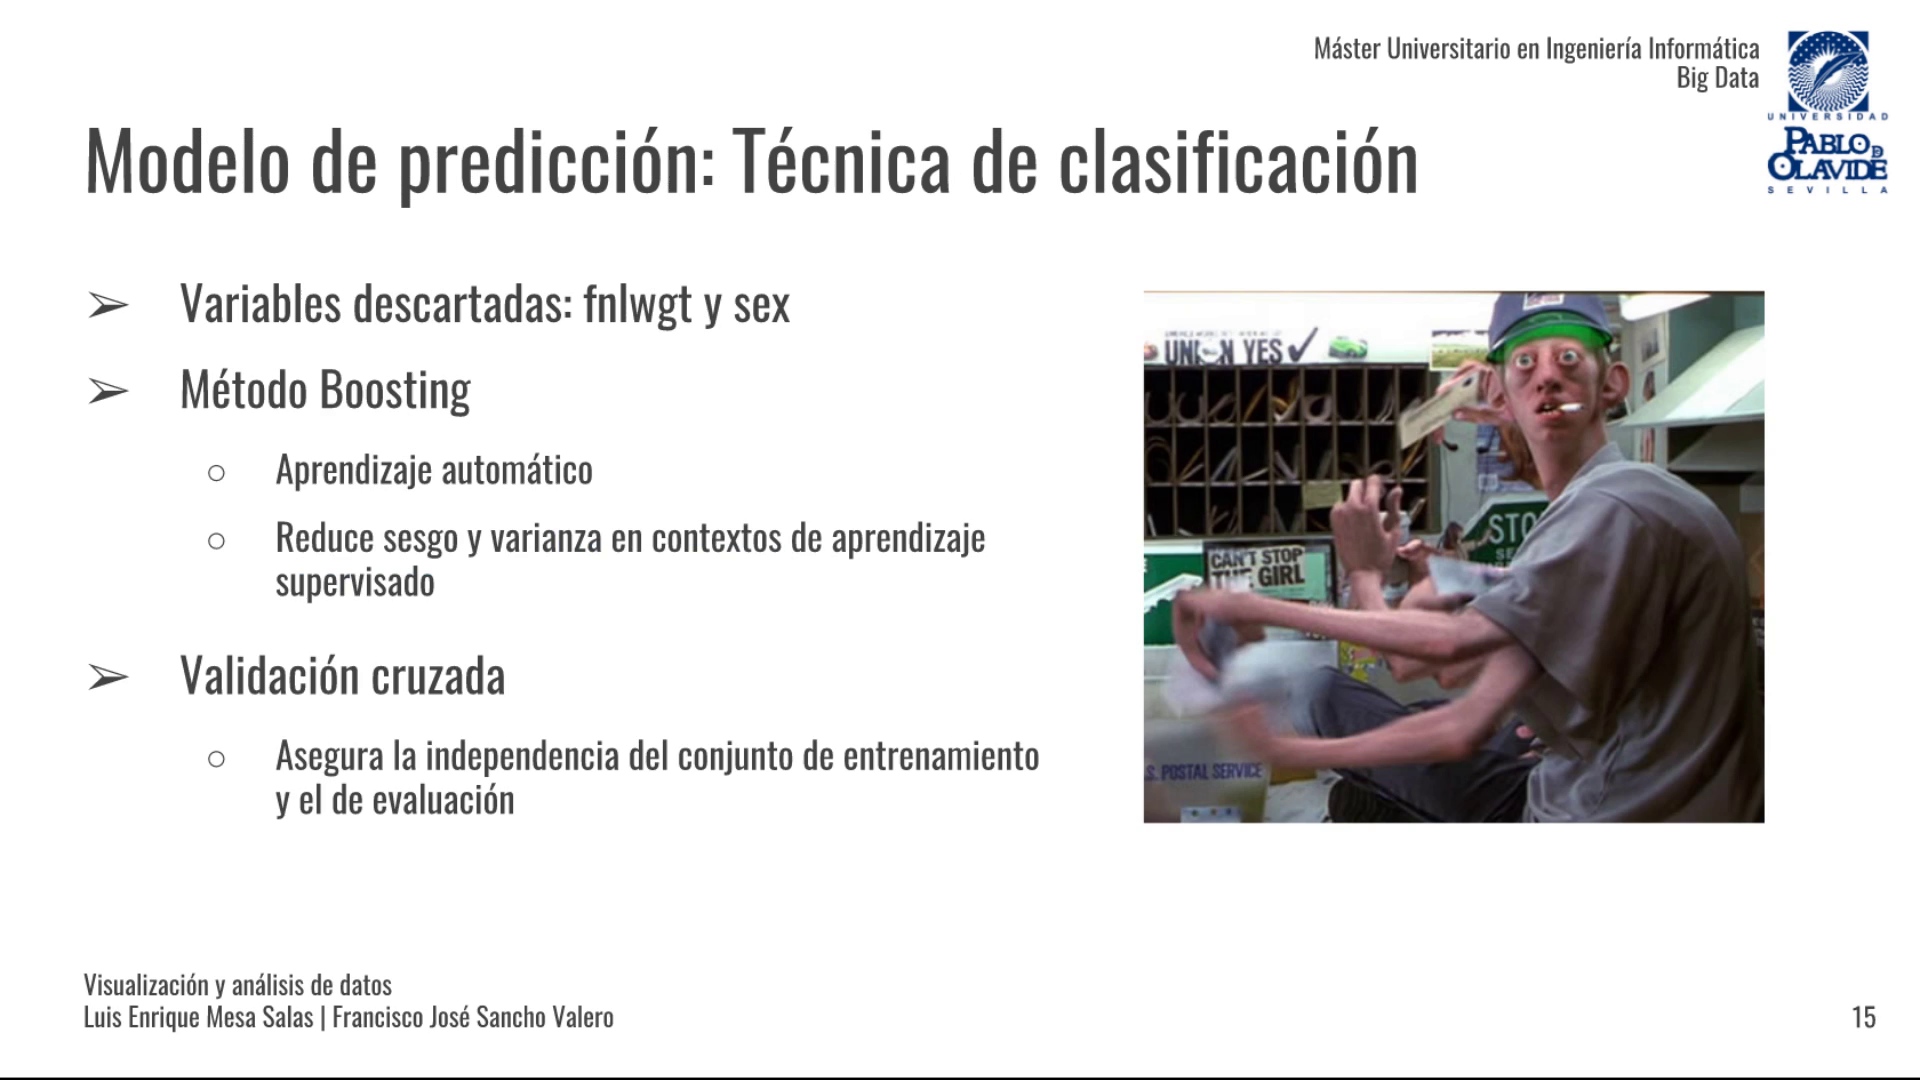 Máster Universitario en Ingeniería Informática
Big Data
UNIVERSIDAD
PABLO DE
OLAVIDE
SEVILLA
Modelo de predicción: Técnica de clasificación
➢ Variables descartadas: fnlwgt y sex
➢ Método Boosting
○ Aprendizaje automático
○ Reduce sesgo y varianza en contextos de aprendizaje
supervisado
➢ Validación cruzada
○ Asegura la independencia del conjunto de entrenamiento
y el de evaluación
UNION YES
STO
CAN'T STOP
THE GIRL
S. POSTAL SERVICE
Visualización y análisis de datos
Luis Enrique Mesa Salas | Francisco José Sancho Valero
15